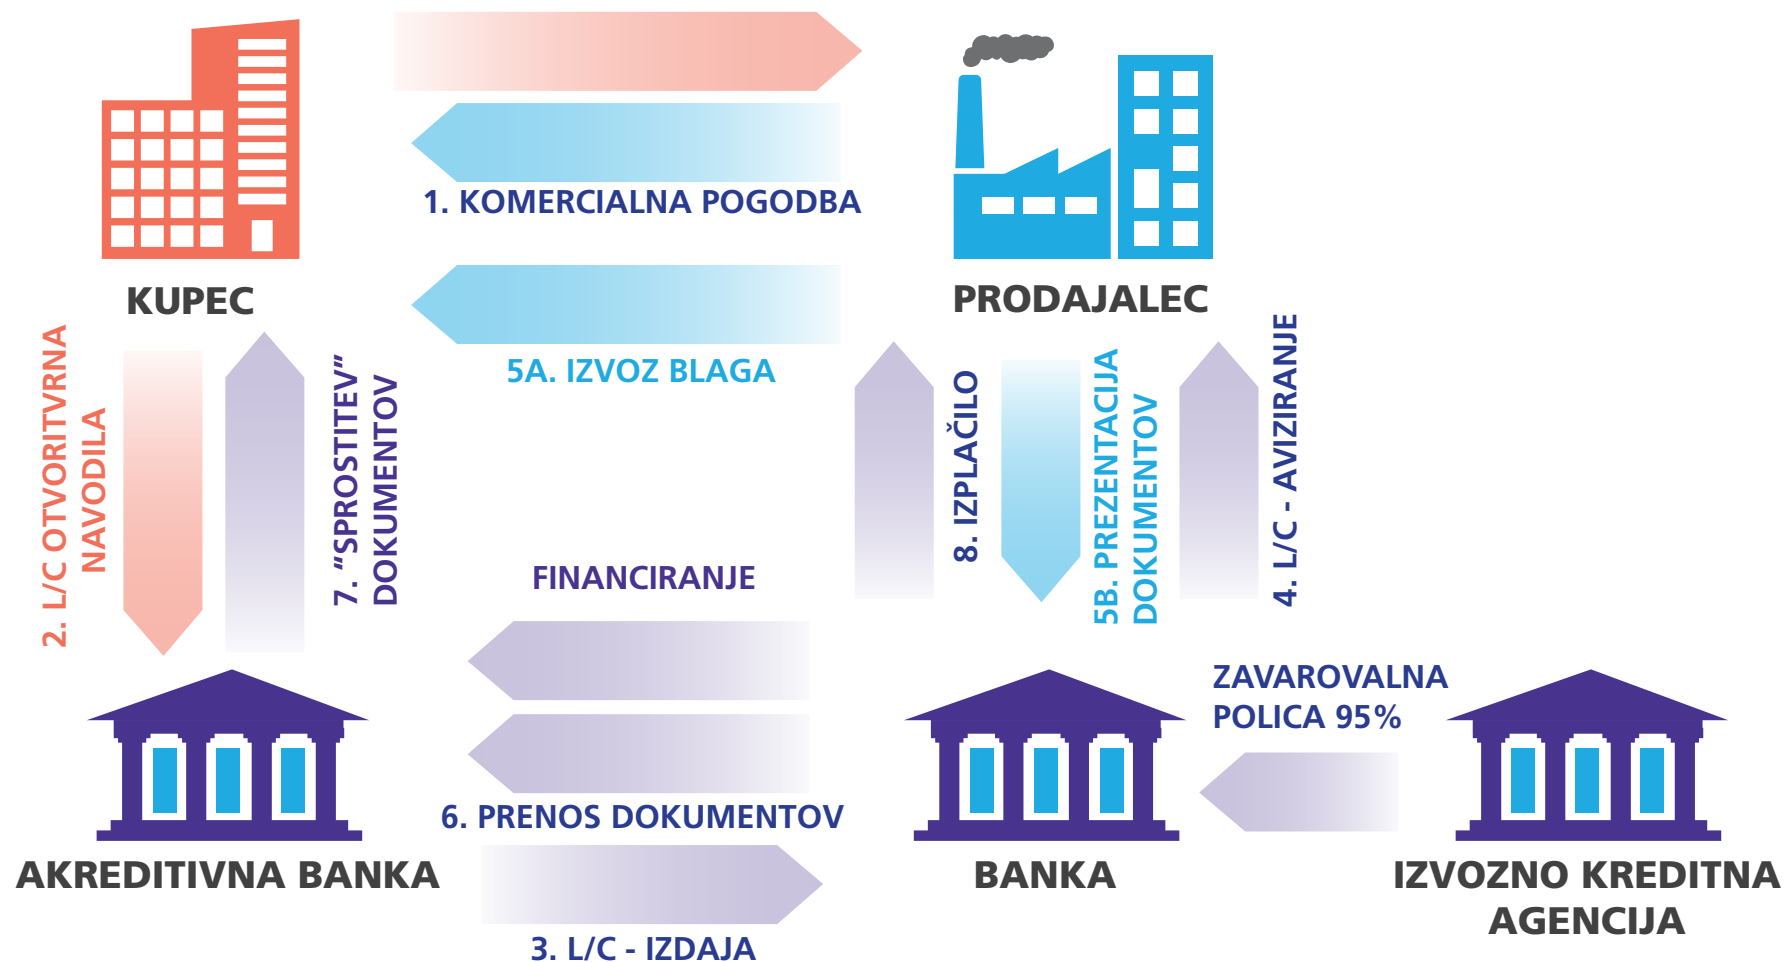 1. KOMERCIALNA POGODBA
KUPEC
PRODAJALEC
5A. IZVOZ BLAGA
2. L/C OTVORITVRNA
NAVODILA
7. "SPROSTITEV"
DOKUMENTOV
8. IZPLAČILO
5B. PREZENTACIJA
DOKUMENTOV
4. L/C - AVIZIRANJE
FINANCIRANJE
ZAVAROVALNA
POLICA 95%
6. PRENOS DOKUMENTOV
AKREDITIVNA BANKA
BANKA
IZVOZNO KREDITNA
AGENCIJA
3. L/C - IZDAJA